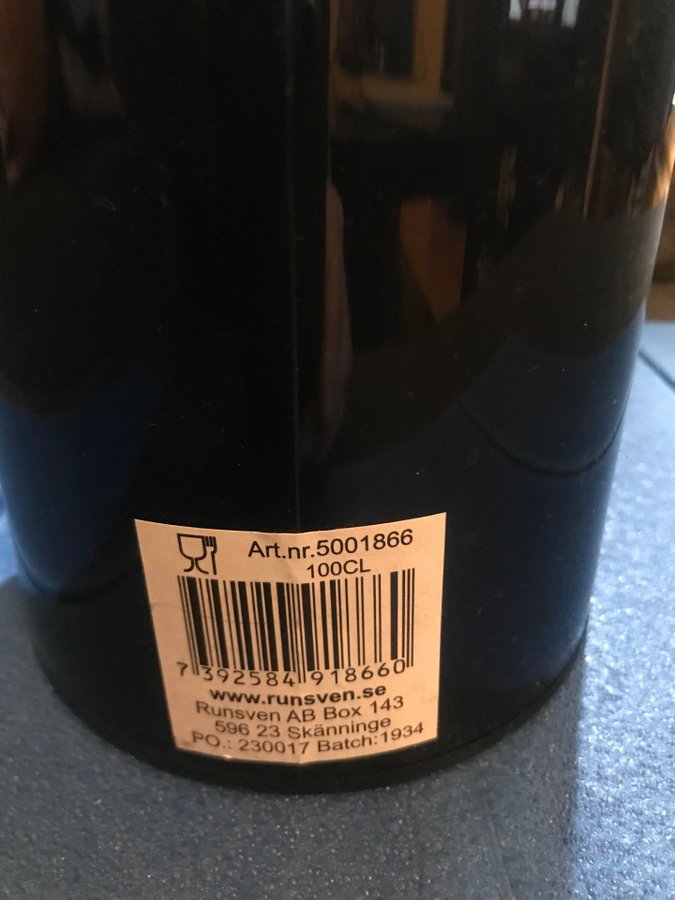 Art.nr.5001866
100CL
7 392584 918660
www.runsven.se
Runsven AB Box 143
596 23 Skänninge
PO.: 230017 Batch:1934